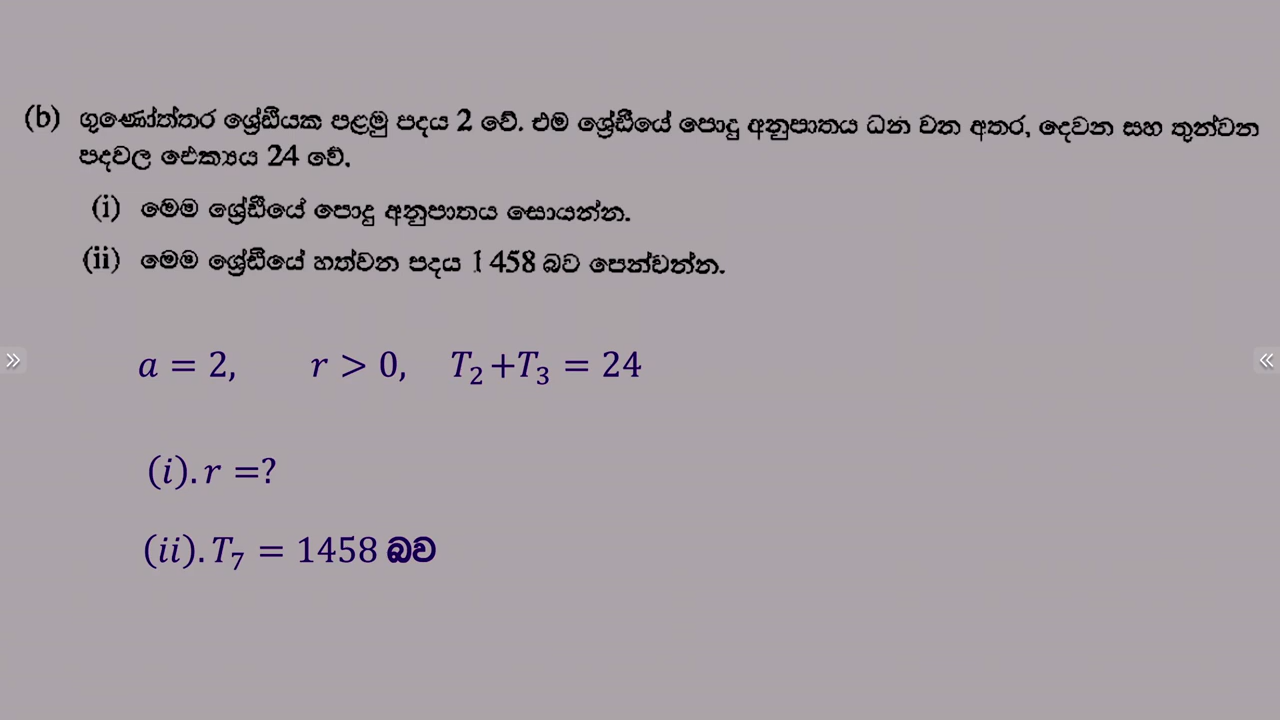 (b) ගුණෝත්තර ශ්‍රේඪියක පළමු පදය 2 වේ. එම ශ්‍රේඪියේ පොදු අනුපාතය ධන වන අතර, දෙවන සහ තුන්වන
පදවල ඓක්‍යය 24 වේ.
(i) මෙම ශ්‍රේඪියේ පොදු අනුපාතය සොයන්න.
(ii) මෙම ශ්‍රේඪියේ හත්වන පදය 1 458 බව පෙන්වන්න.
a = 2, r > 0, T₂+T₃ = 24
(i). r =?
(ii). T₇ = 1458 බව